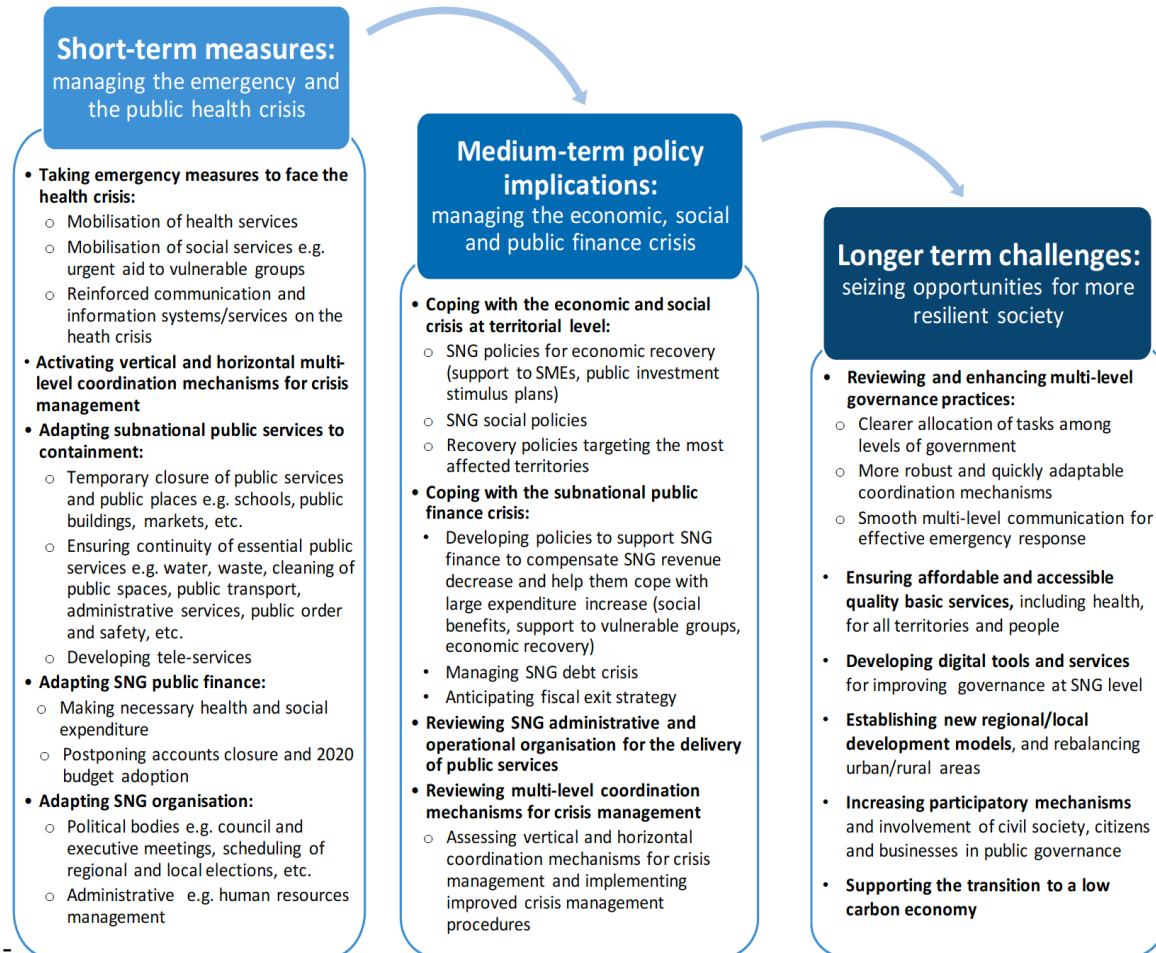 Short-term measures:
managing the emergency and
the public health crisis
• Taking emergency measures to face the
health crisis:
o Mobilisation of health services
o Mobilisation of social services e.g.
urgent aid to vulnerable groups
o Reinforced communication and
information systems/services on the
heath crisis
• Activating vertical and horizontal multi-
level coordination mechanisms for crisis
management
• Adapting subnational public services to
containment:
o Temporary closure of public services
and public places e.g. schools, public
buildings, markets, etc.
o Ensuring continuity of essential public
services e.g. water, waste, cleaning of
public spaces, public transport,
administrative services, public order
and safety, etc.
o Developing tele-services
• Adapting SNG public finance:
o Making necessary health and social
expenditure
o Postponing accounts closure and 2020
budget adoption
• Adapting SNG organisation:
o Political bodies e.g. council and
executive meetings, scheduling of
regional and local elections, etc.
o Administrative e.g. human resources
management
-
Medium-term policy
implications:
managing the economic, social
and public finance crisis
• Coping with the economic and social
crisis at territorial level:
o SNG policies for economic recovery
(support to SMEs, public investment
stimulus plans)
o SNG social policies
o Recovery policies targeting the most
affected territories
• Coping with the subnational public
finance crisis:
• Developing policies to support SNG
finance to compensate SNG revenue
decrease and help them cope with
large expenditure increase (social
benefits, support to vulnerable groups,
economic recovery)
• Managing SNG debt crisis
• Anticipating fiscal exit strategy
• Reviewing SNG administrative and
operational organisation for the delivery
of public services
• Reviewing multi-level coordination
mechanisms for crisis management
o Assessing vertical and horizontal
coordination mechanisms for crisis
management and implementing
improved crisis management
procedures
Longer term challenges:
seizing opportunities for more
resilient society
• Reviewing and enhancing multi-level
governance practices:
o Clearer allocation of tasks among
levels of government
o More robust and quickly adaptable
coordination mechanisms
o Smooth multi-level communication for
effective emergency response
• Ensuring affordable and accessible
quality basic services, including health,
for all territories and people
• Developing digital tools and services
for improving governance at SNG level
• Establishing new regional/local
development models, and rebalancing
urban/rural areas
• Increasing participatory mechanisms
and involvement of civil society, citizens
and businesses in public governance
• Supporting the transition to a low
carbon economy